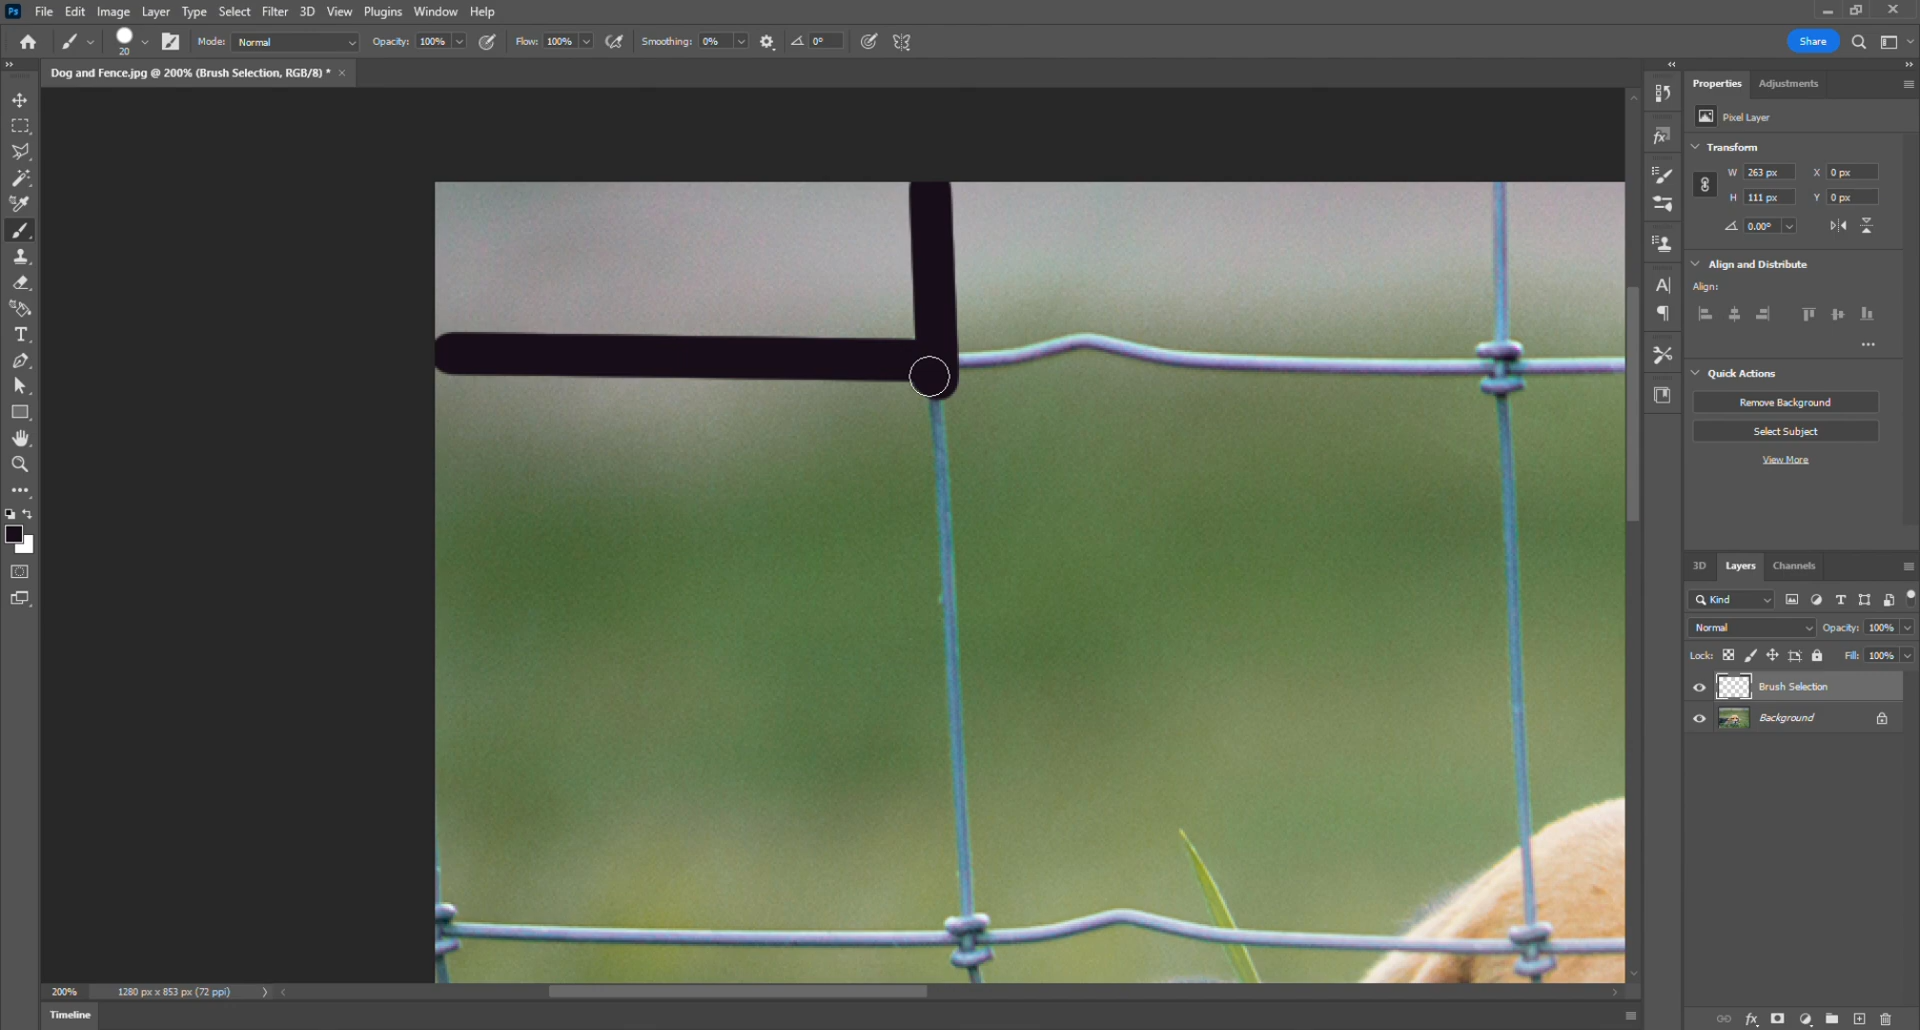 Ps File Edit Image Layer Type Select Filter 3D View Plugins Window Help
20 Mode: Normal Opacity: 100% Flow: 100% Smoothing: 0% 0° Share
Dog and Fence.jpg @ 200% (Brush Selection, RGB/8) * ×
Properties Adjustments
Pixel Layer
Transform
W 263 px X 0 px
H 111 px Y 0 px
0.00°
Align and Distribute
Align:
Quick Actions
Remove Background
Select Subject
View More
3D Layers Channels
Kind
Normal Opacity: 100%
Lock: Fill: 100%
Brush Selection
Background
200% 1280 px x 853 px (72 ppi)
Timeline